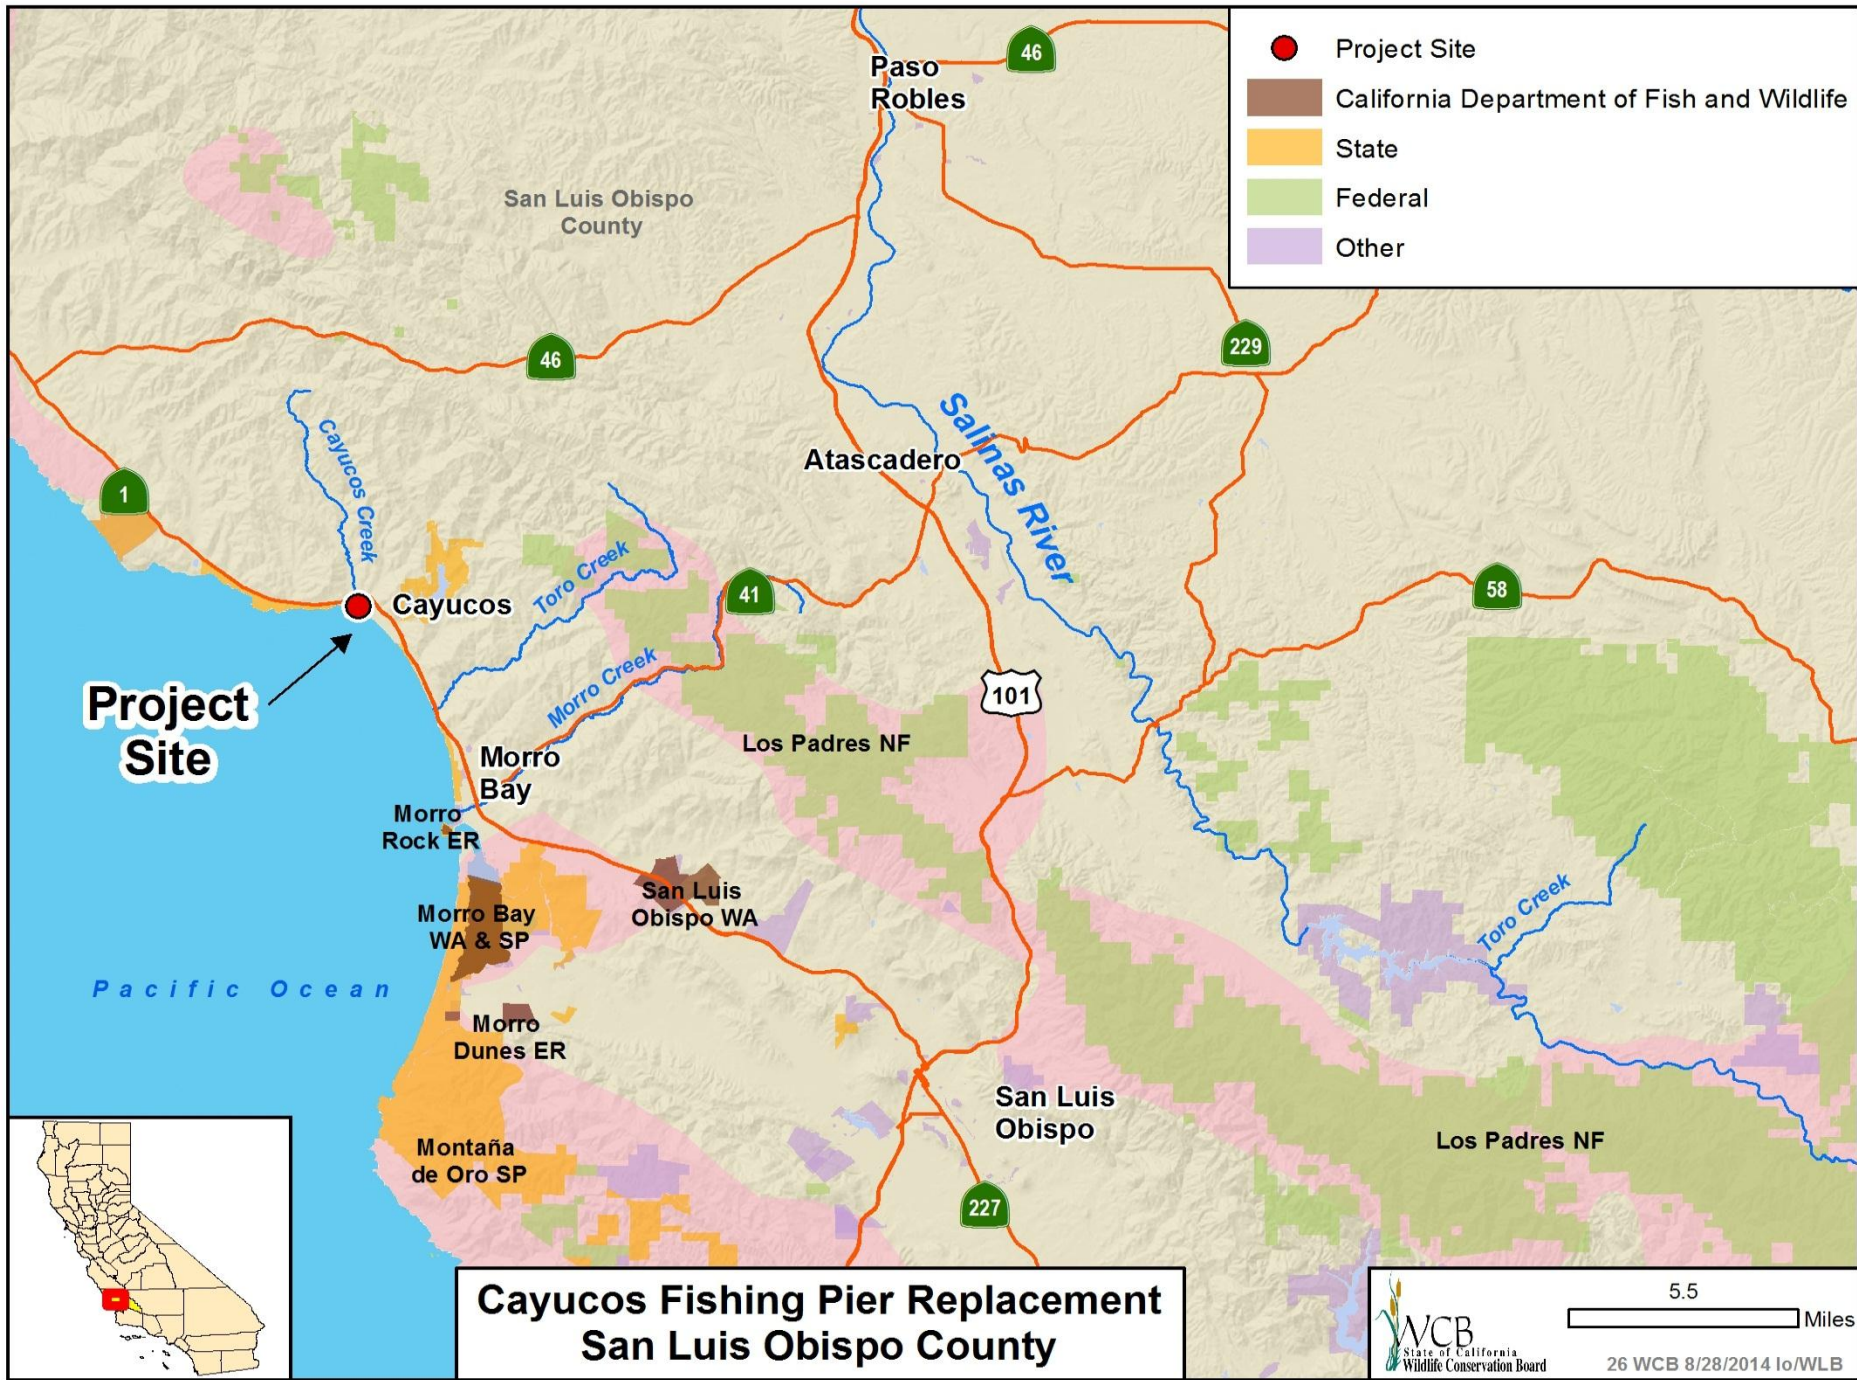 Paso
Robles
46
Project Site
California Department of Fish and Wildlife
State
Federal
Other
San Luis Obispo
County
46
229
Cayucos Creek
Salinas River
Atascadero
1
Toro Creek
41
58
Cayucos
Morro Creek
101
Project
Site
Los Padres NF
Morro
Bay
Morro
Rock ER
San Luis
Obispo WA
Morro Bay
WA & SP
Toro Creek
Pacific Ocean
Morro
Dunes ER
San Luis
Obispo
Los Padres NF
Montaña
de Oro SP
227
Cayucos Fishing Pier Replacement
San Luis Obispo County
5.5
Miles
WCB
State of California
Wildlife Conservation Board
26 WCB 8/28/2014 lo/WLB